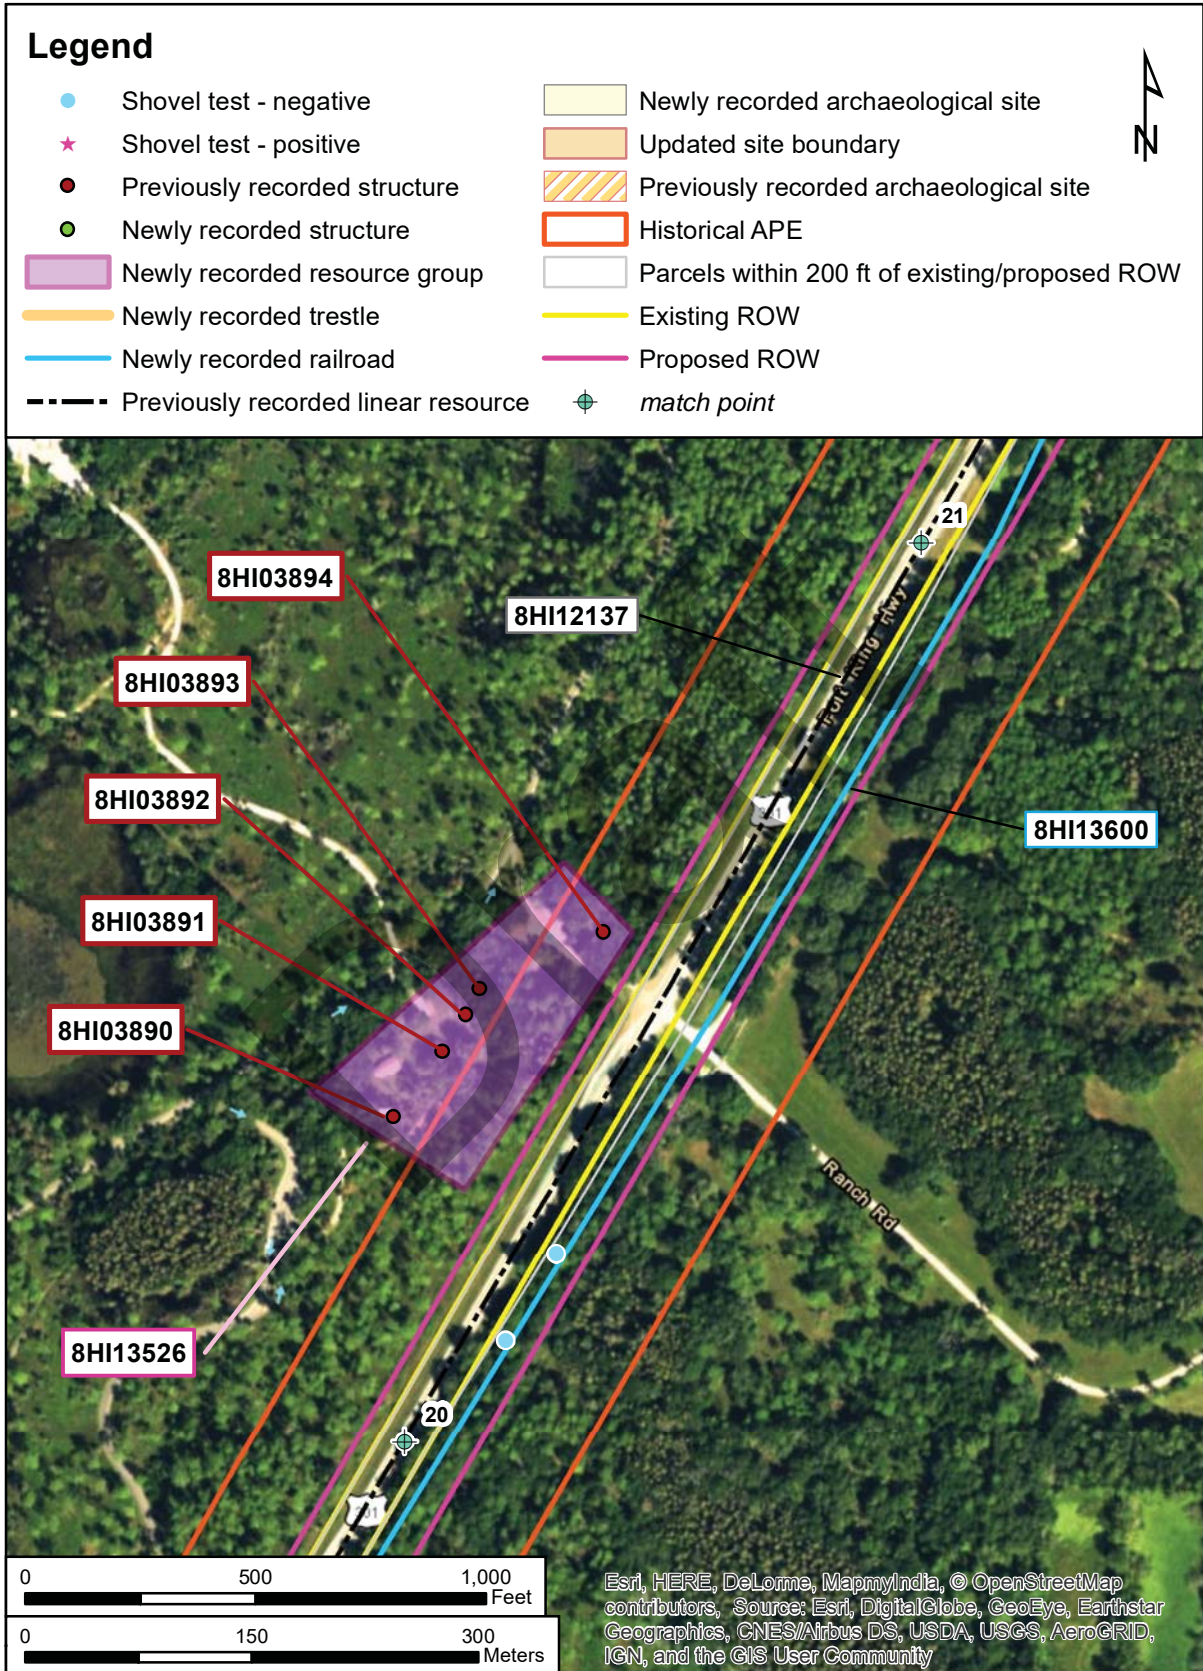 Legend
Shovel test - negative
Shovel test - positive
Previously recorded structure
Newly recorded structure
Newly recorded resource group
Newly recorded trestle
Newly recorded railroad
Previously recorded linear resource
Newly recorded archaeological site
Updated site boundary
Previously recorded archaeological site
Historical APE
Parcels within 200 ft of existing/proposed ROW
Existing ROW
Proposed ROW
match point
N
21
8HI03894
8HI12137
8HI03893
Hwy
8HI03892
8HI13600
8HI03891
8HI03890
Ranch Rd
8HI13526
20
301
0 500 1,000
Feet
0 150 300
Meters
Esri, HERE, DeLorme, MapmyIndia, © OpenStreetMap
contributors, Source: Esri, DigitalGlobe, GeoEye, Earthstar
Geographics, CNES/Airbus DS, USDA, USGS, AeroGRID,
IGN, and the GIS User Community